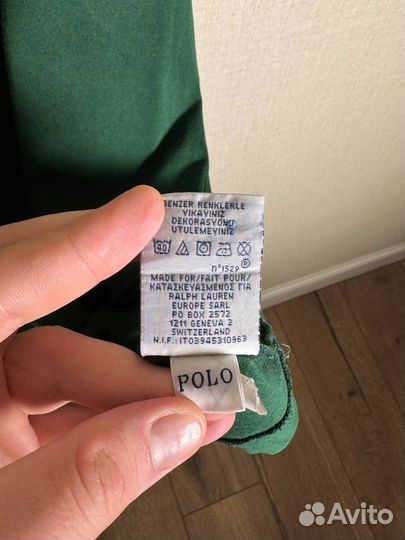 BENZER RENKLERLE
YIKAYINIZ
DEKORASYONU
UTULEMEYINIZ
40
n°1529®
MADE FOR/FAIT POUR/
ΚΑΤΑΣΚΕΥΑΣΜΕΝΟΣ ΓΙΑ
RALPH LAUREN
EUROPE SARL
PO BOX 2572
1211 GENEVA 2
SWITZERLAND
N.I.F.: IT03945310963
POLO
Avito